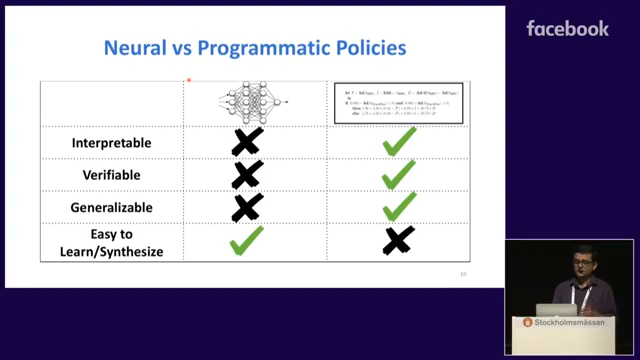 facebook
Neural vs Programmatic Policies
Interpretable
Verifiable
Generalizable
Easy to
Learn/Synthesize
10
Stockholmsmässan